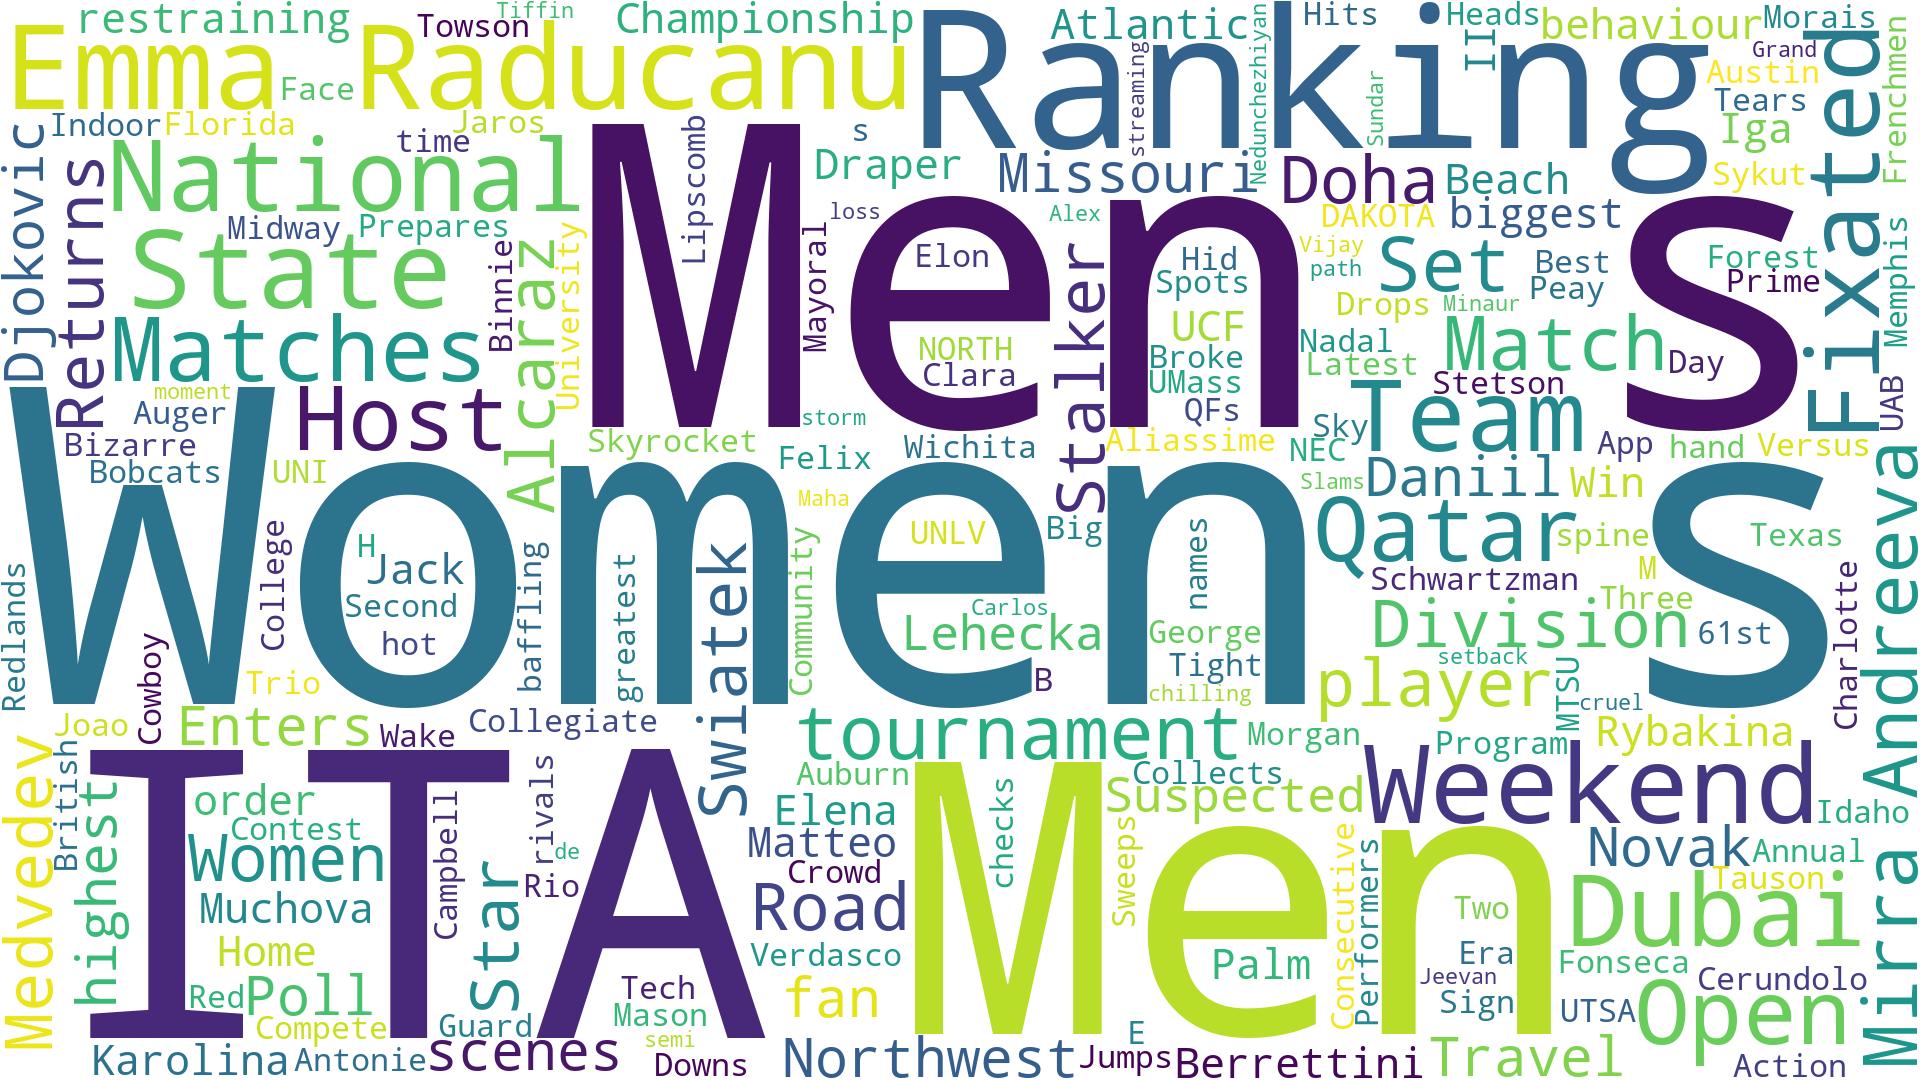 restraining
Tiffin
Towson
Championship
Atlantic
Hits
Heads
behaviour
Morais
Emma Raducanu
Ranking
II
Grand
Fixated
Frenchmen
Face
streaming
Nedunchezhiyan
Sundar
Austin
Tears
Iga
Indoor
Florida
time
Jaros
s
Djokovic
Returns
National
Men s
Lipscomb
Draper
Missouri
Doha
Beach
Sykut
Midway
Prepares
loss
Alex
DAKOTA
biggest
State
Binnie
Alcaraz
University
Mayoral
Elon
Stalker
Hid
Spots
Vijay
path
Set
Best
Peay
Forest
Prime
Memphis
Drops
Minaur
Matches
NORTH
Clara
UCF
Broke
UMass
QFs
Nadal
Latest
Match
Day
Stetson
UAB
moment
Auger
Host
storm
Sky
Team
Bizarre
Bobcats
UNI
Skyrocket
Felix
Wichita
Aliassime
NEC
App
hand
Versus
Women s
Maha
Slams
Daniil
Win
Mirra Andreeva
College
H
Jack
Second
hot
baffling
greatest
Swiatek
Community
UNLV
Big
names
Qatar
spine
Texas
Redlands
Carlos
Lehecka
George
Tight
Schwartzman
M
Three
Division
61st
Charlotte
setback
Cowboy
Trio
B
chilling
player
MTSU
cruel
Joao
Enters
Wake
Collegiate
tournament
Morgan
Program
Rybakina
Medvedev
British
highest
ITA
Men
order
Contest
Women
Muchova
Home
Red
Poll
Compete
Campbell
Star
rivals
de
Rio
Auburn
Elena
Matteo
Crowd
Road
Verdasco
checks
Collects
Suspected
Weekend
Idaho
Novak
Annual
Tauson
Sweeps
Consecutive
Performers
Two
Dubai
Era
Jeevan
Sign
Fonseca
Cerundolo
Palm
fan
Tech
Mason
semi
Guard
UTSA
Open
E
Karolina
Antonie
scenes
Downs
Northwest
Jumps
Berrettini
Travel
Action